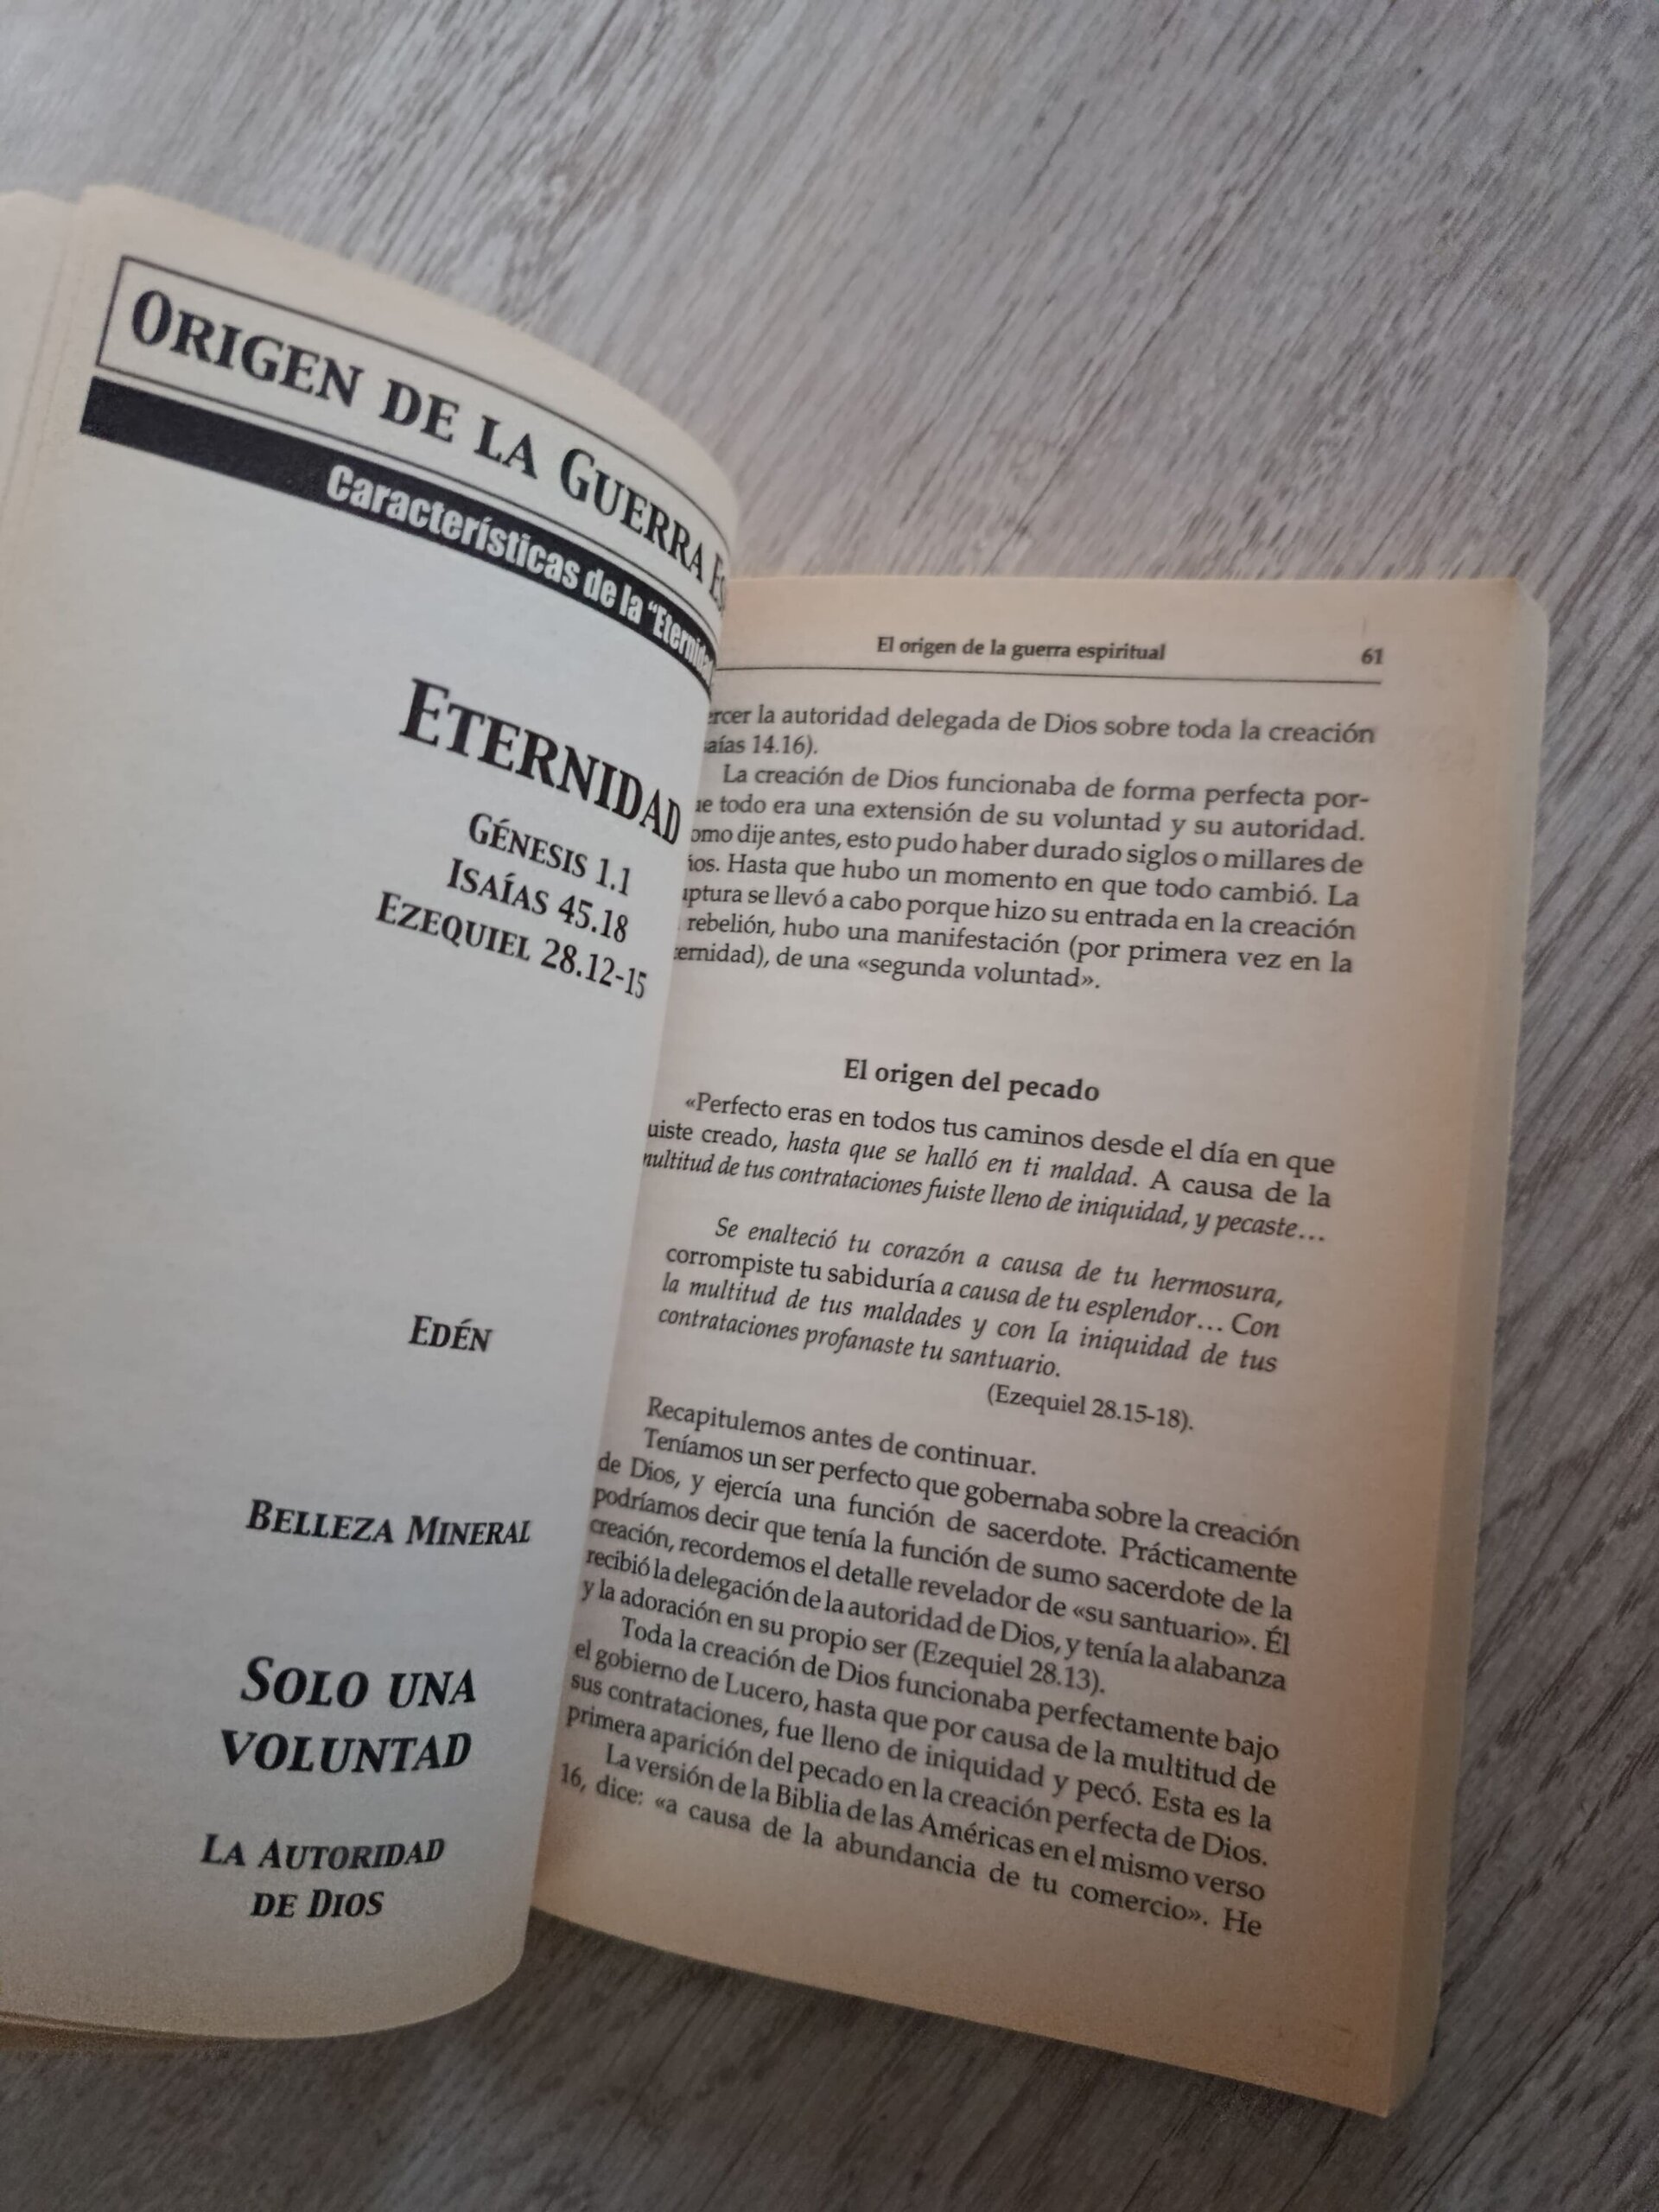 ORIGEN DE LA GUERRA
Características de la "Eternidad
ETERNIDAD
GÉNESIS 1.1
ISAÍAS 45.18
EZEQUIEL 28.12-15
EDÉN
BELLEZA MINERAL
SOLO UNA
VOLUNTAD
LA AUTORIDAD
DE DIOS
El origen de la guerra espiritual 61
ercer la autoridad delegada de Dios sobre toda la creación
saías 14.16).
La creación de Dios funcionaba de forma perfecta por-
ue todo era una extensión de su voluntad y su autoridad.
omo dije antes, esto pudo haber durado siglos o millares de
ños. Hasta que hubo un momento en que todo cambió. La
uptura se llevó a cabo porque hizo su entrada en la creación
rebelión, hubo una manifestación (por primera vez en la
ternidad), de una «segunda voluntad».
El origen del pecado
«Perfecto eras en todos tus caminos desde el día en que
uiste creado, hasta que se halló en ti maldad. A causa de la
multitud de tus contrataciones fuiste lleno de iniquidad, y pecaste…
Se enalteció tu corazón a causa de tu hermosura,
corrompiste tu sabiduría a causa de tu esplendor… Con
la multitud de tus maldades y con la iniquidad de tus
contrataciones profanaste tu santuario.
(Ezequiel 28.15-18).
Recapitulemos antes de continuar.
Teníamos un ser perfecto que gobernaba sobre la creación
de Dios, y ejercía una función de sacerdote. Prácticamente
podríamos decir que tenía la función de sumo sacerdote de la
creación, recordemos el detalle revelador de «su santuario». Él
recibió la delegación de la autoridad de Dios, y tenía la alabanza
y la adoración en su propio ser (Ezequiel 28.13).
Toda la creación de Dios funcionaba perfectamente bajo
el gobierno de Lucero, hasta que por causa de la multitud de
sus contrataciones, fue lleno de iniquidad y pecó. Esta es la
primera aparición del pecado en la creación perfecta de Dios.
La versión de la Biblia de las Américas en el mismo verso
16, dice: «a causa de la abundancia de tu comercio». He